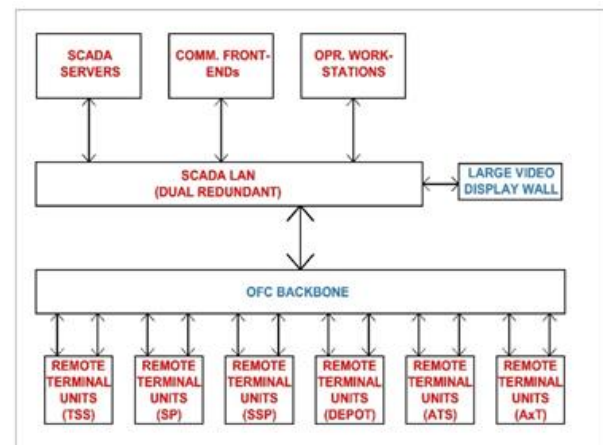 SCADA
SERVERS
COMM. FRONT-
ENDs
OPR. WORK-
STATIONS
SCADA LAN
(DUAL REDUNDANT)
LARGE VIDEO
DISPLAY WALL
OFC BACKBONE
REMOTE
TERMINAL
UNITS
(TSS)
REMOTE
TERMINAL
UNITS
(SP)
REMOTE
TERMINAL
UNITS
(SSP)
REMOTE
TERMINAL
UNITS
(DEPOT)
REMOTE
TERMINAL
UNITS
(ATS)
REMOTE
TERMINAL
UNITS
(AxT)